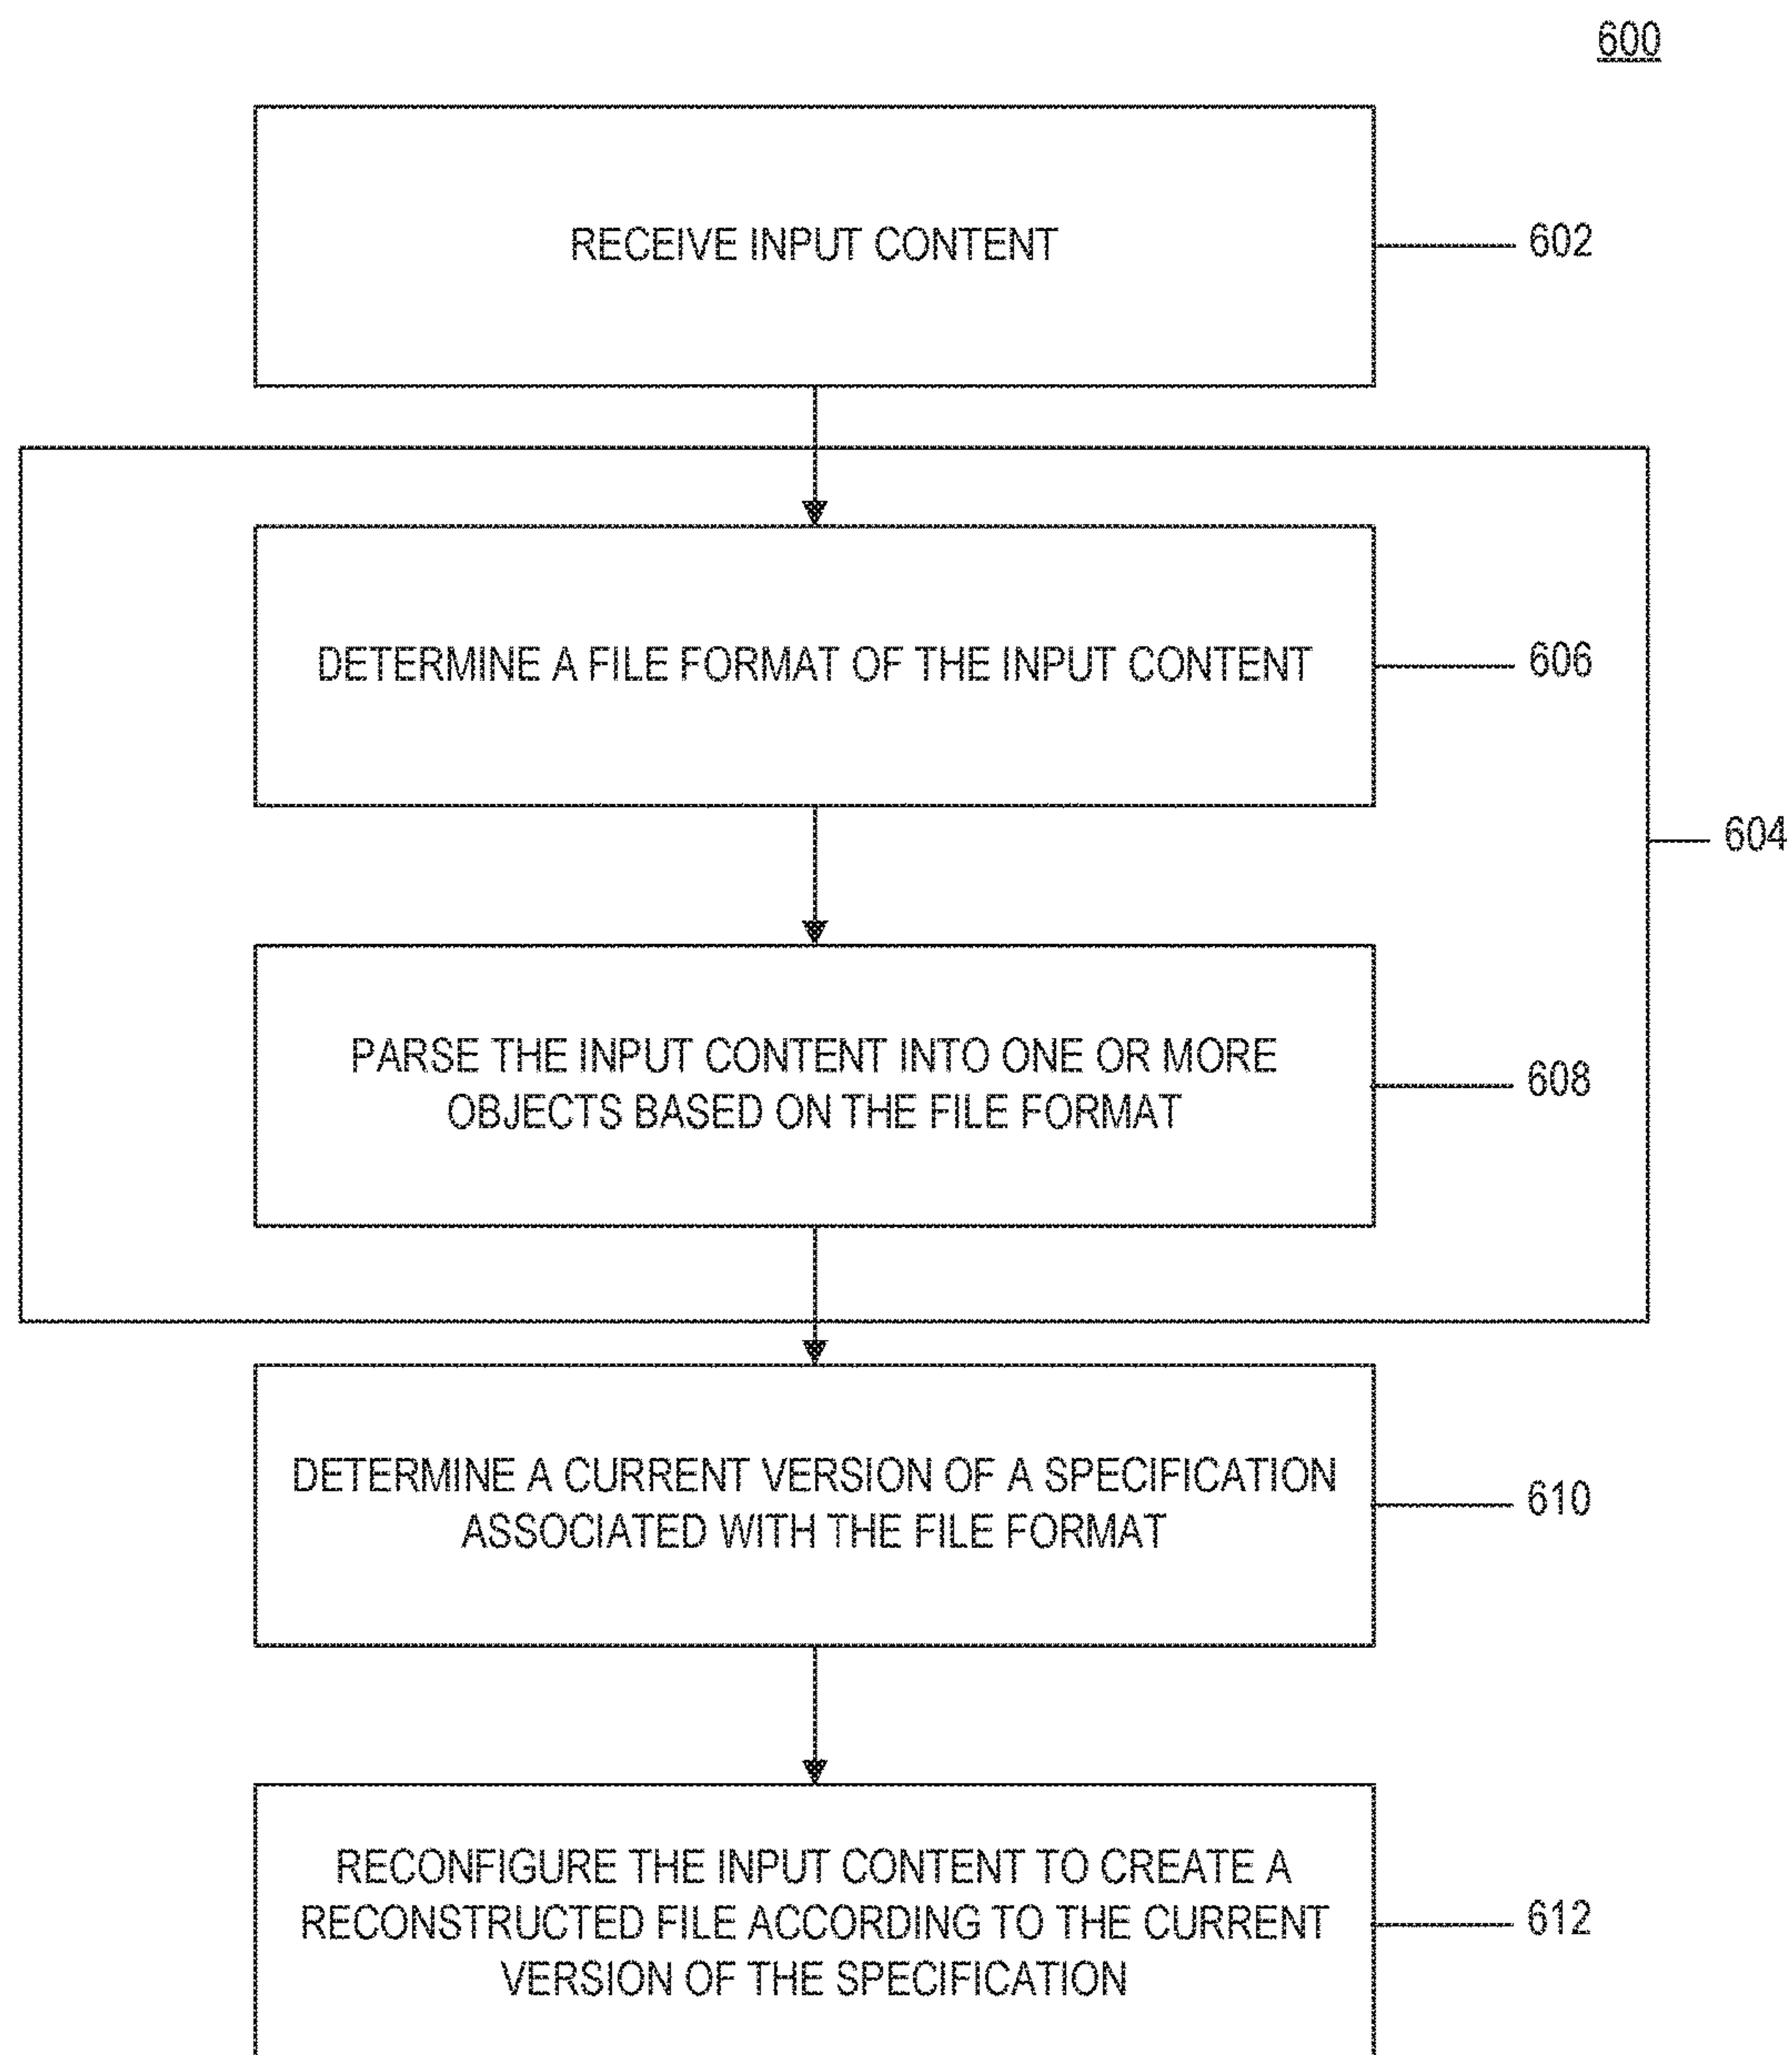 600
RECEIVE INPUT CONTENT
602
DETERMINE A FILE FORMAT OF THE INPUT CONTENT
606
604
PARSE THE INPUT CONTENT INTO ONE OR MORE
OBJECTS BASED ON THE FILE FORMAT
608
DETERMINE A CURRENT VERSION OF A SPECIFICATION
ASSOCIATED WITH THE FILE FORMAT
610
RECONFIGURE THE INPUT CONTENT TO CREATE A
RECONSTRUCTED FILE ACCORDING TO THE CURRENT
VERSION OF THE SPECIFICATION
612